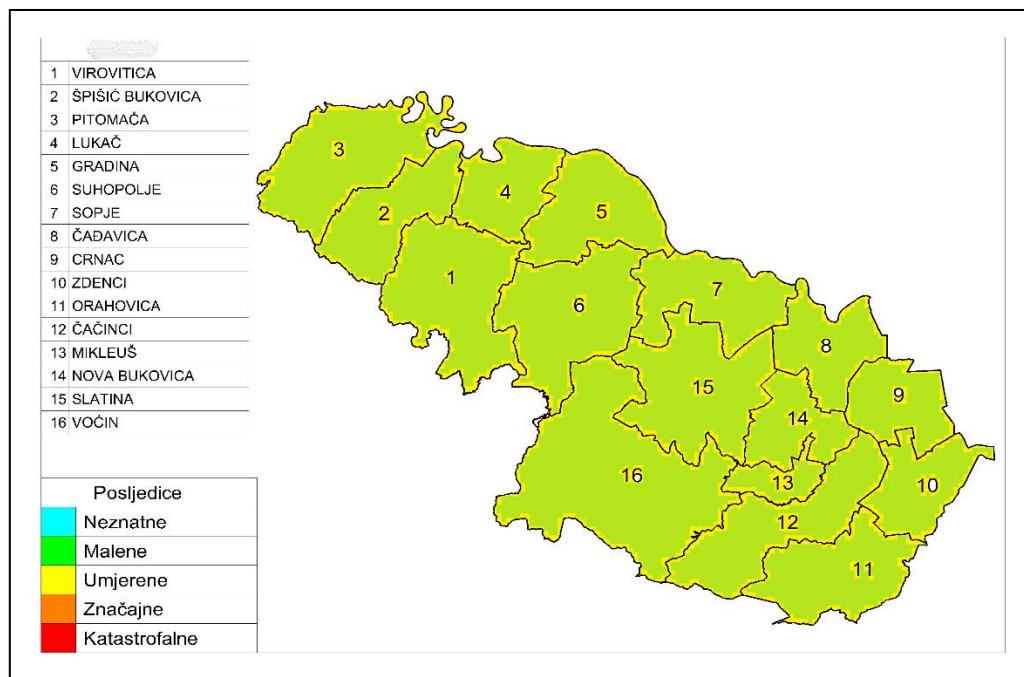 1 VIROVITICA
2 ŠPIŠIĆ BUKOVICA
3 PITOMAČA
4 LUKAČ
5 GRADINA
6 SUHOPOLJE
7 SOPJE
8 ČAĐAVICA
9 CRNAC
10 ZDENCI
11 ORAHOVICA
12 ČAČINCI
13 MIKLEUŠ
14 NOVA BUKOVICA
15 SLATINA
16 VOĆIN
Posljedice
Neznatne
Malene
Umjerene
Značajne
Katastrofalne
3
2
4
5
1
6
7
8
15
9
14
16
13
10
12
11